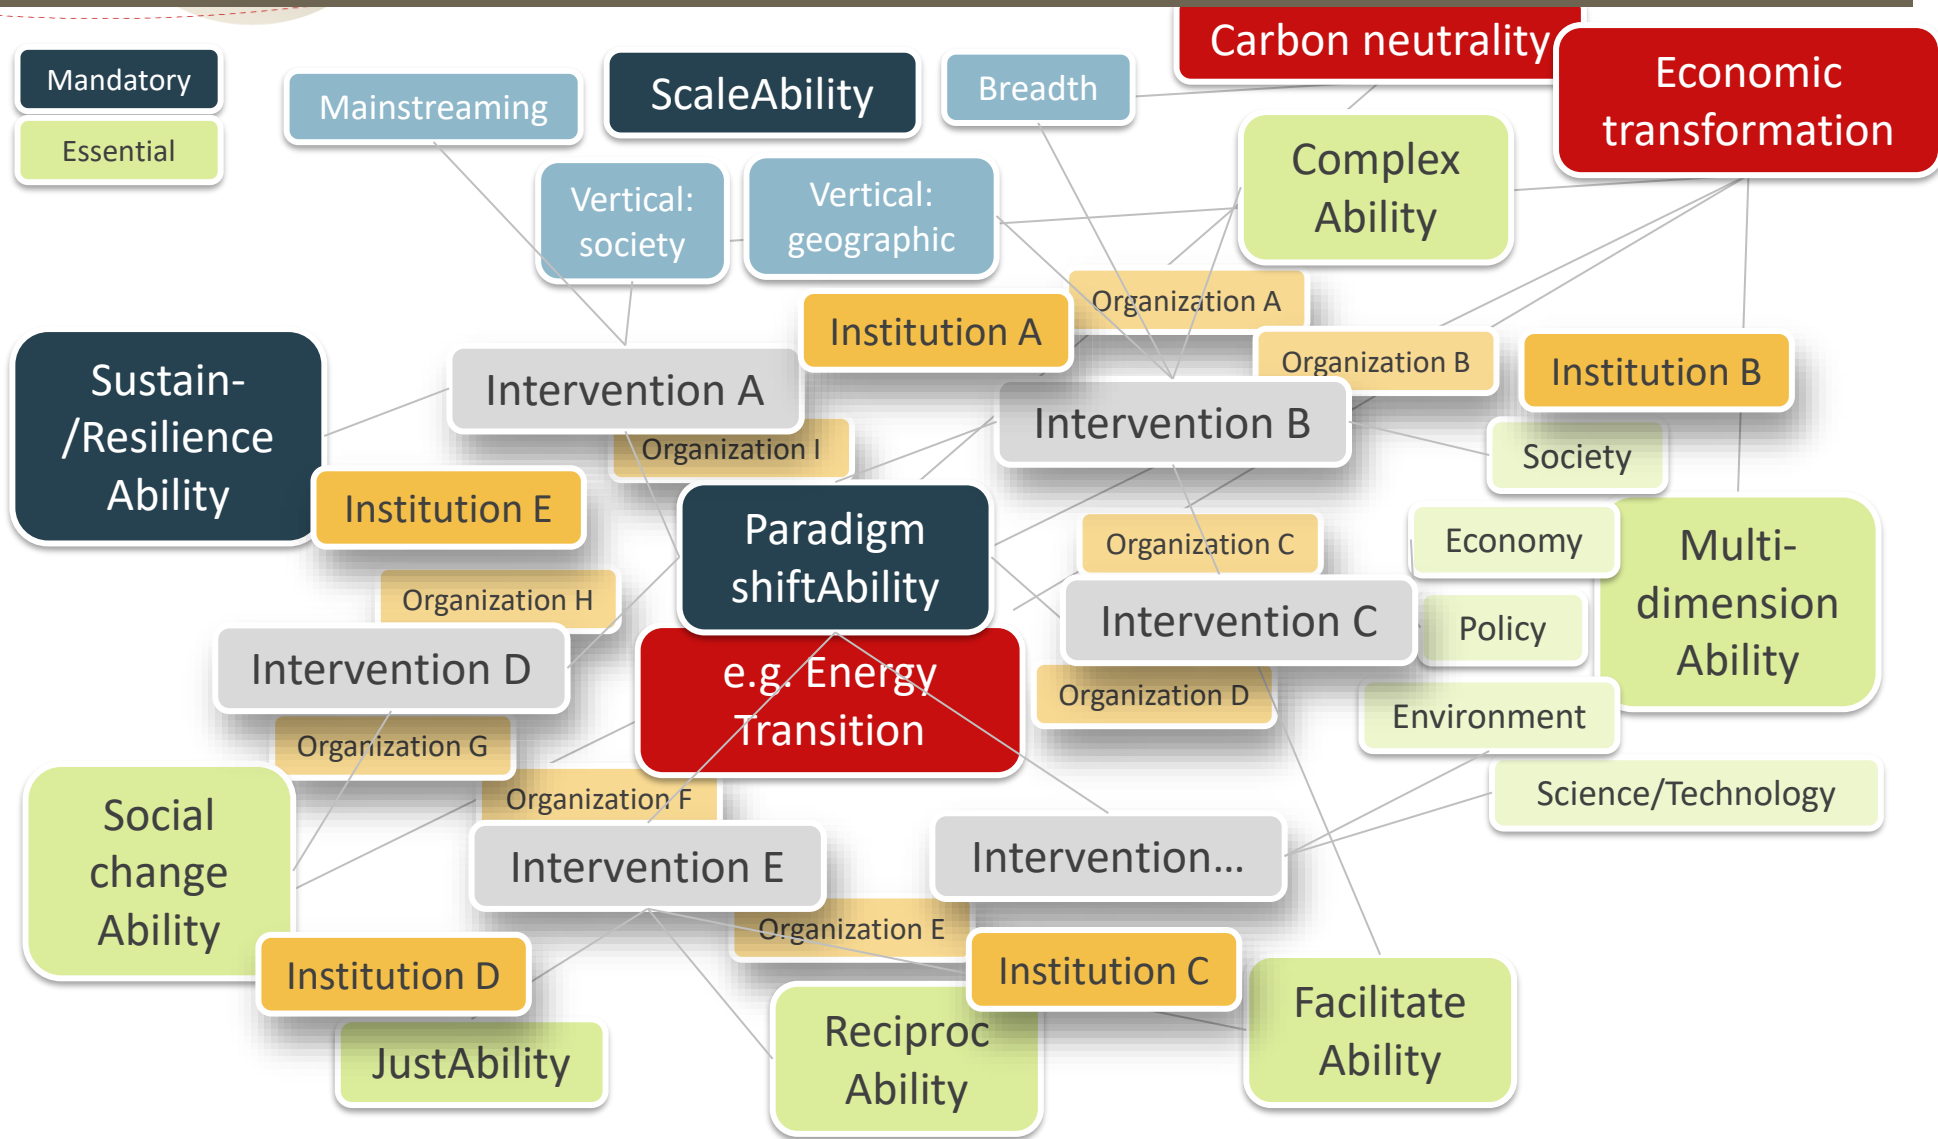 Carbon neutrality
Economic
transformation
Mandatory
Essential
Mainstreaming
ScaleAbility
Breadth
Complex
Ability
Vertical:
society
Vertical:
geographic
Organization A
Institution A
Organization B
Institution B
Sustain-
/Resilience
Ability
Intervention A
Intervention B
Organization I
Society
Institution E
Paradigm
shiftAbility
Organization C
Economy
Multi-
dimension
Ability
Organization H
Intervention C
Policy
Intervention D
e.g. Energy
Transition
Organization D
Environment
Organization G
Organization F
Science/Technology
Social
change
Ability
Intervention E
Intervention...
Organization E
Institution D
Institution C
Facilitate
Ability
JustAbility
Reciproc
Ability